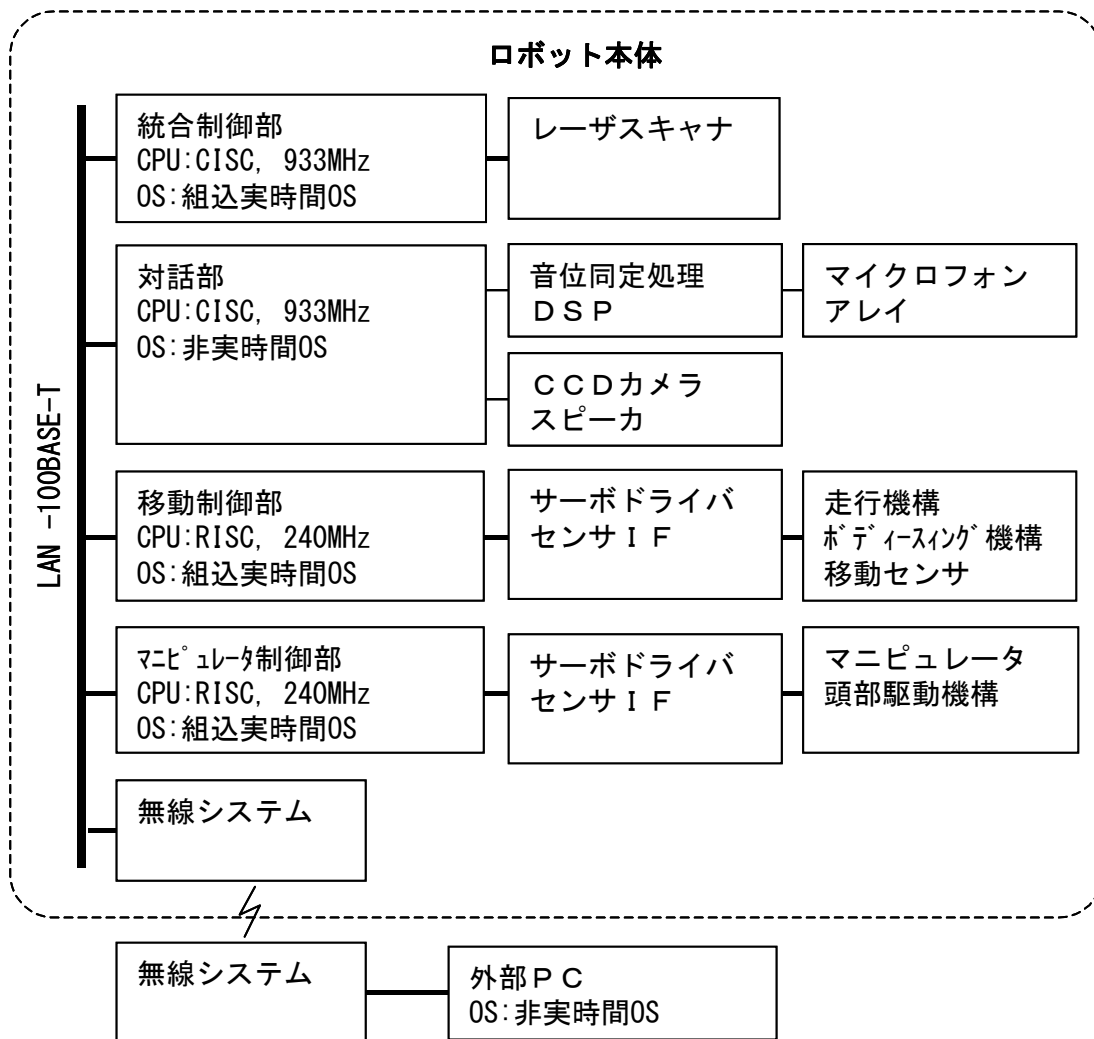 ロボット本体
統合制御部
CPU:CISC, 933MHz
OS:組込実時間OS
レーザスキャナ
対話部
CPU:CISC, 933MHz
OS:非実時間OS
音位同定処理
ＤＳＰ
マイクロフォン
アレイ
ＣＣＤカメラ
スピーカ
LAN -100BASE-T
移動制御部
CPU:RISC, 240MHz
OS:組込実時間OS
サーボドライバ
センサＩＦ
走行機構
ﾎﾞﾃﾞｨｰｽｨﾝｸﾞ機構
移動センサ
ﾏﾆﾋﾟｭﾚｰﾀ制御部
CPU:RISC, 240MHz
OS:組込実時間OS
サーボドライバ
センサＩＦ
マニピュレータ
頭部駆動機構
無線システム
無線システム
外部ＰＣ
OS:非実時間OS